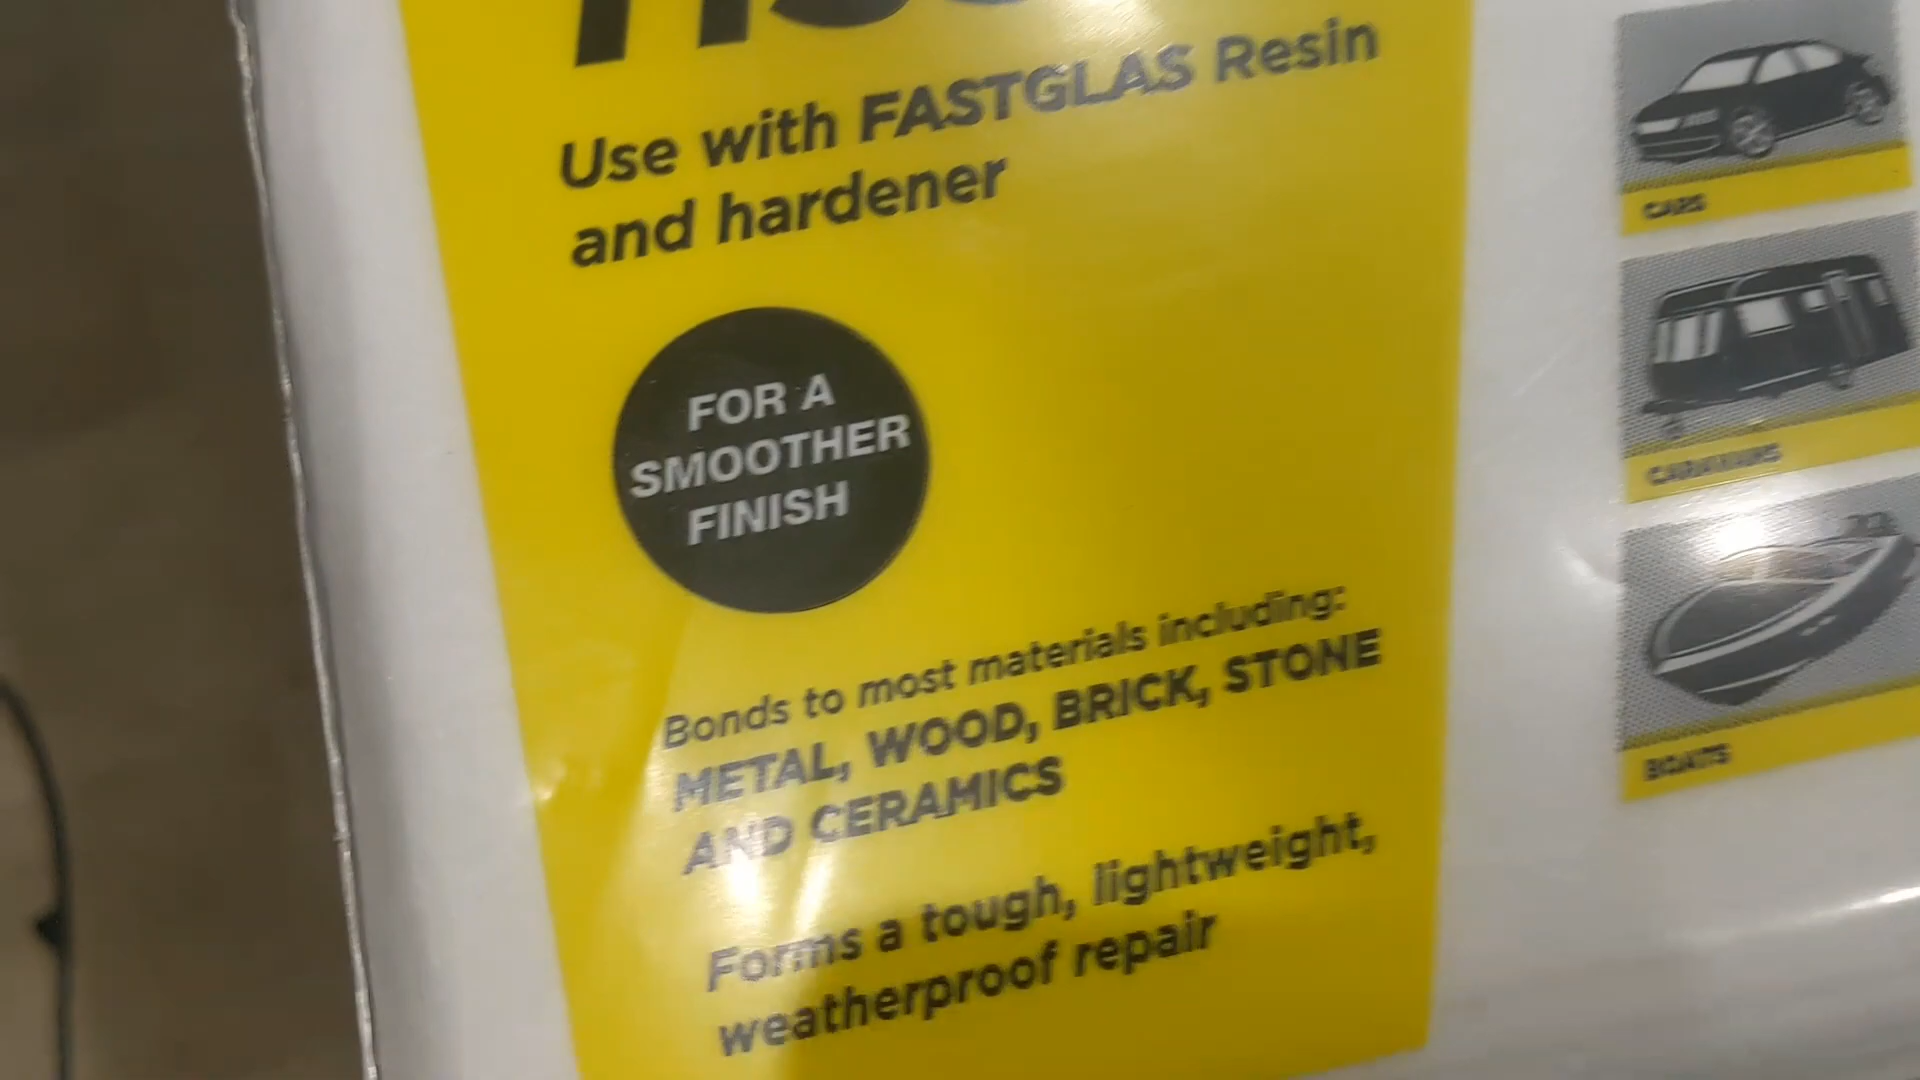 Use with FASTGLAS Resin
and hardener
FOR A
SMOOTHER
FINISH
Bonds to most materials including:
METAL, WOOD, BRICK, STONE
AND CERAMICS
Forms a tough, lightweight,
weatherproof repair
CARS
CARAVANS
BOATS